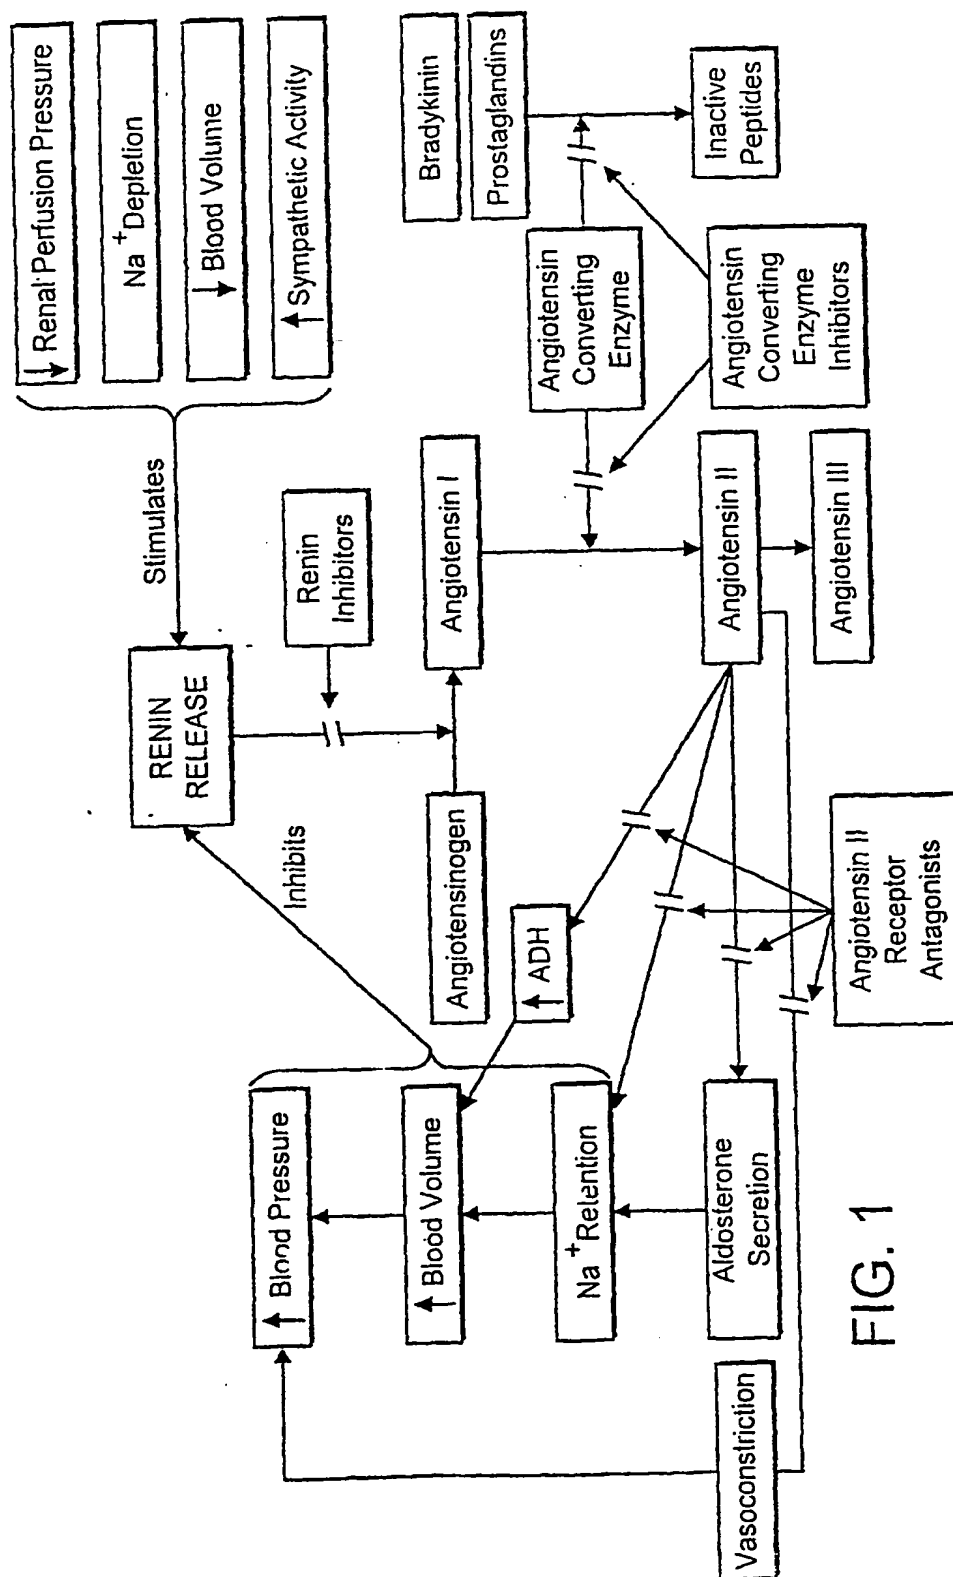 ↓ Renal Perfusion Pressure
Na+ Depletion
↓ Blood Volume
↑ Sympathetic Activity
Stimulates
RENIN
RELEASE
Inhibits
Renin
Inhibitors
↑ Blood Pressure
↑ Blood Volume
Na+ Retention
Aldosterone
Secretion
Vasoconstriction
Angiotensinogen
↑ ADH
Angiotensin I
Angiotensin II
Angiotensin III
Bradykinin
Prostaglandins
Angiotensin
Converting
Enzyme
Inactive
Peptides
Angiotensin
Converting
Enzyme
Inhibitors
Angiotensin II
Receptor
Antagonists
FIG. 1